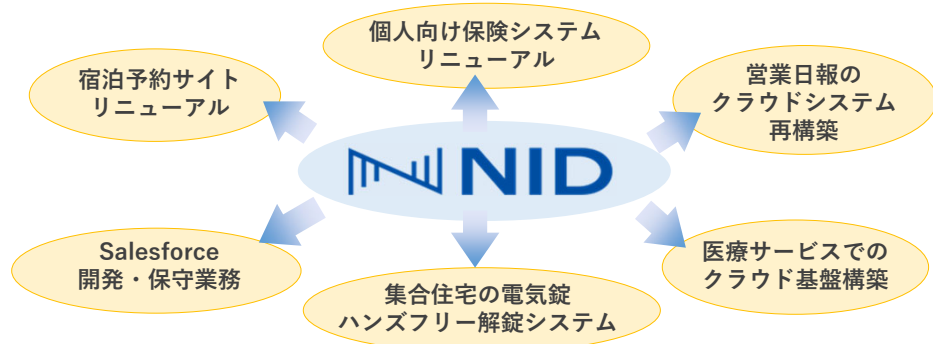 個人向け保険システム
リニューアル
宿泊予約サイト
リニューアル
営業日報の
クラウドシステム
再構築
NID
Salesforce
開発・保守業務
医療サービスでの
クラウド基盤構築
集合住宅の電気錠
ハンズフリー解錠システム